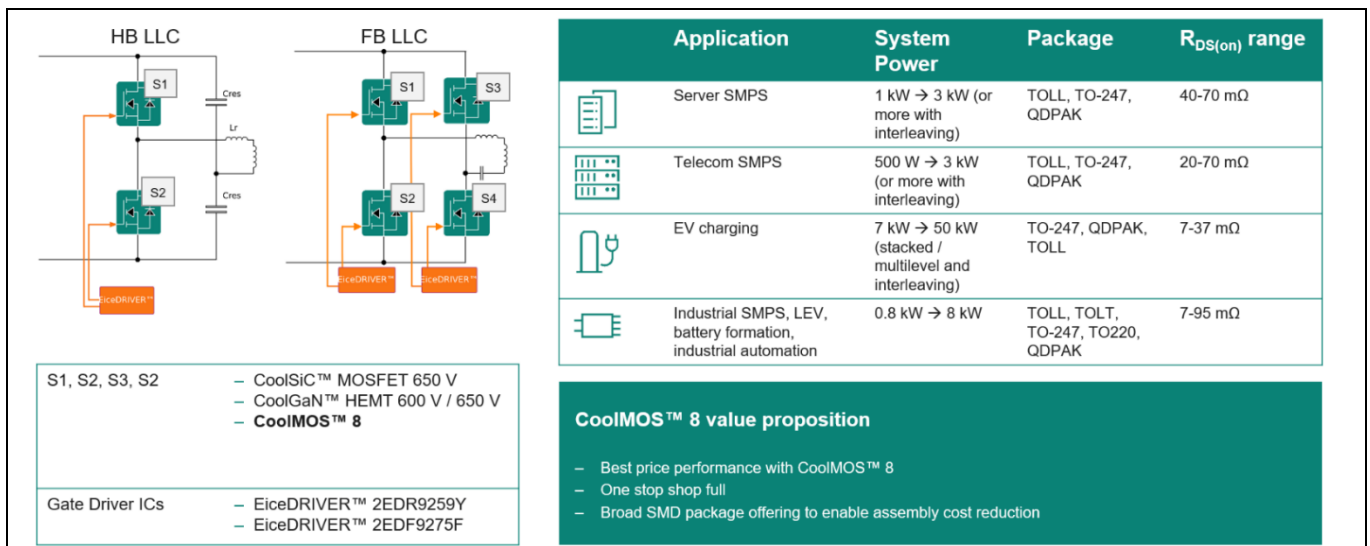 HB LLC
S1
Cres
Lr
S2
Cres
EiceDRIVER™
FB LLC
S1
S3
S2
S4
EiceDRIVER™
EiceDRIVER™
S1, S2, S3, S2
– CoolSiC™ MOSFET 650 V
– CoolGaN™ HEMT 600 V / 650 V
– CoolMOS™ 8
Gate Driver ICs
– EiceDRIVER™ 2EDR9259Y
– EiceDRIVER™ 2EDF9275F
Application
System
Power
Package
RDS(on) range
Server SMPS
1 kW → 3 kW (or
more with
interleaving)
TOLL, TO-247,
QDPAK
40-70 mΩ
Telecom SMPS
500 W → 3 kW
(or more with
interleaving)
TOLL, TO-247,
QDPAK
20-70 mΩ
EV charging
7 kW → 50 kW
(stacked /
multilevel and
interleaving)
TO-247, QDPAK,
TOLL
7-37 mΩ
Industrial SMPS, LEV,
battery formation,
industrial automation
0.8 kW → 8 kW
TOLL, TOLT,
TO-247, TO220,
QDPAK
7-95 mΩ
CoolMOS™ 8 value proposition
– Best price performance with CoolMOS™ 8
– One stop shop full
– Broad SMD package offering to enable assembly cost reduction